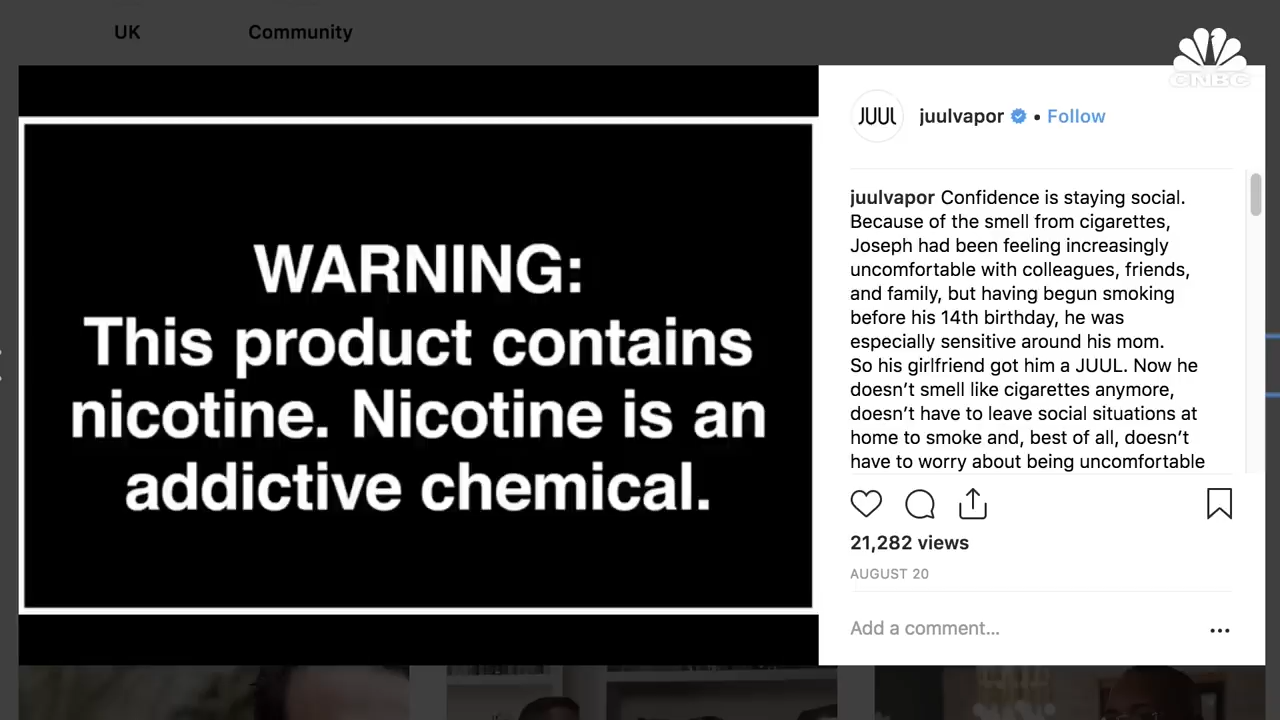 UK
Community
CNBC
WARNING:
This product contains
nicotine. Nicotine is an
addictive chemical.
JUUL
juulvapor • Follow
juulvapor Confidence is staying social.
Because of the smell from cigarettes,
Joseph had been feeling increasingly
uncomfortable with colleagues, friends,
and family, but having begun smoking
before his 14th birthday, he was
especially sensitive around his mom.
So his girlfriend got him a JUUL. Now he
doesn’t smell like cigarettes anymore,
doesn’t have to leave social situations at
home to smoke and, best of all, doesn’t
have to worry about being uncomfortable
21,282 views
AUGUST 20
Add a comment...